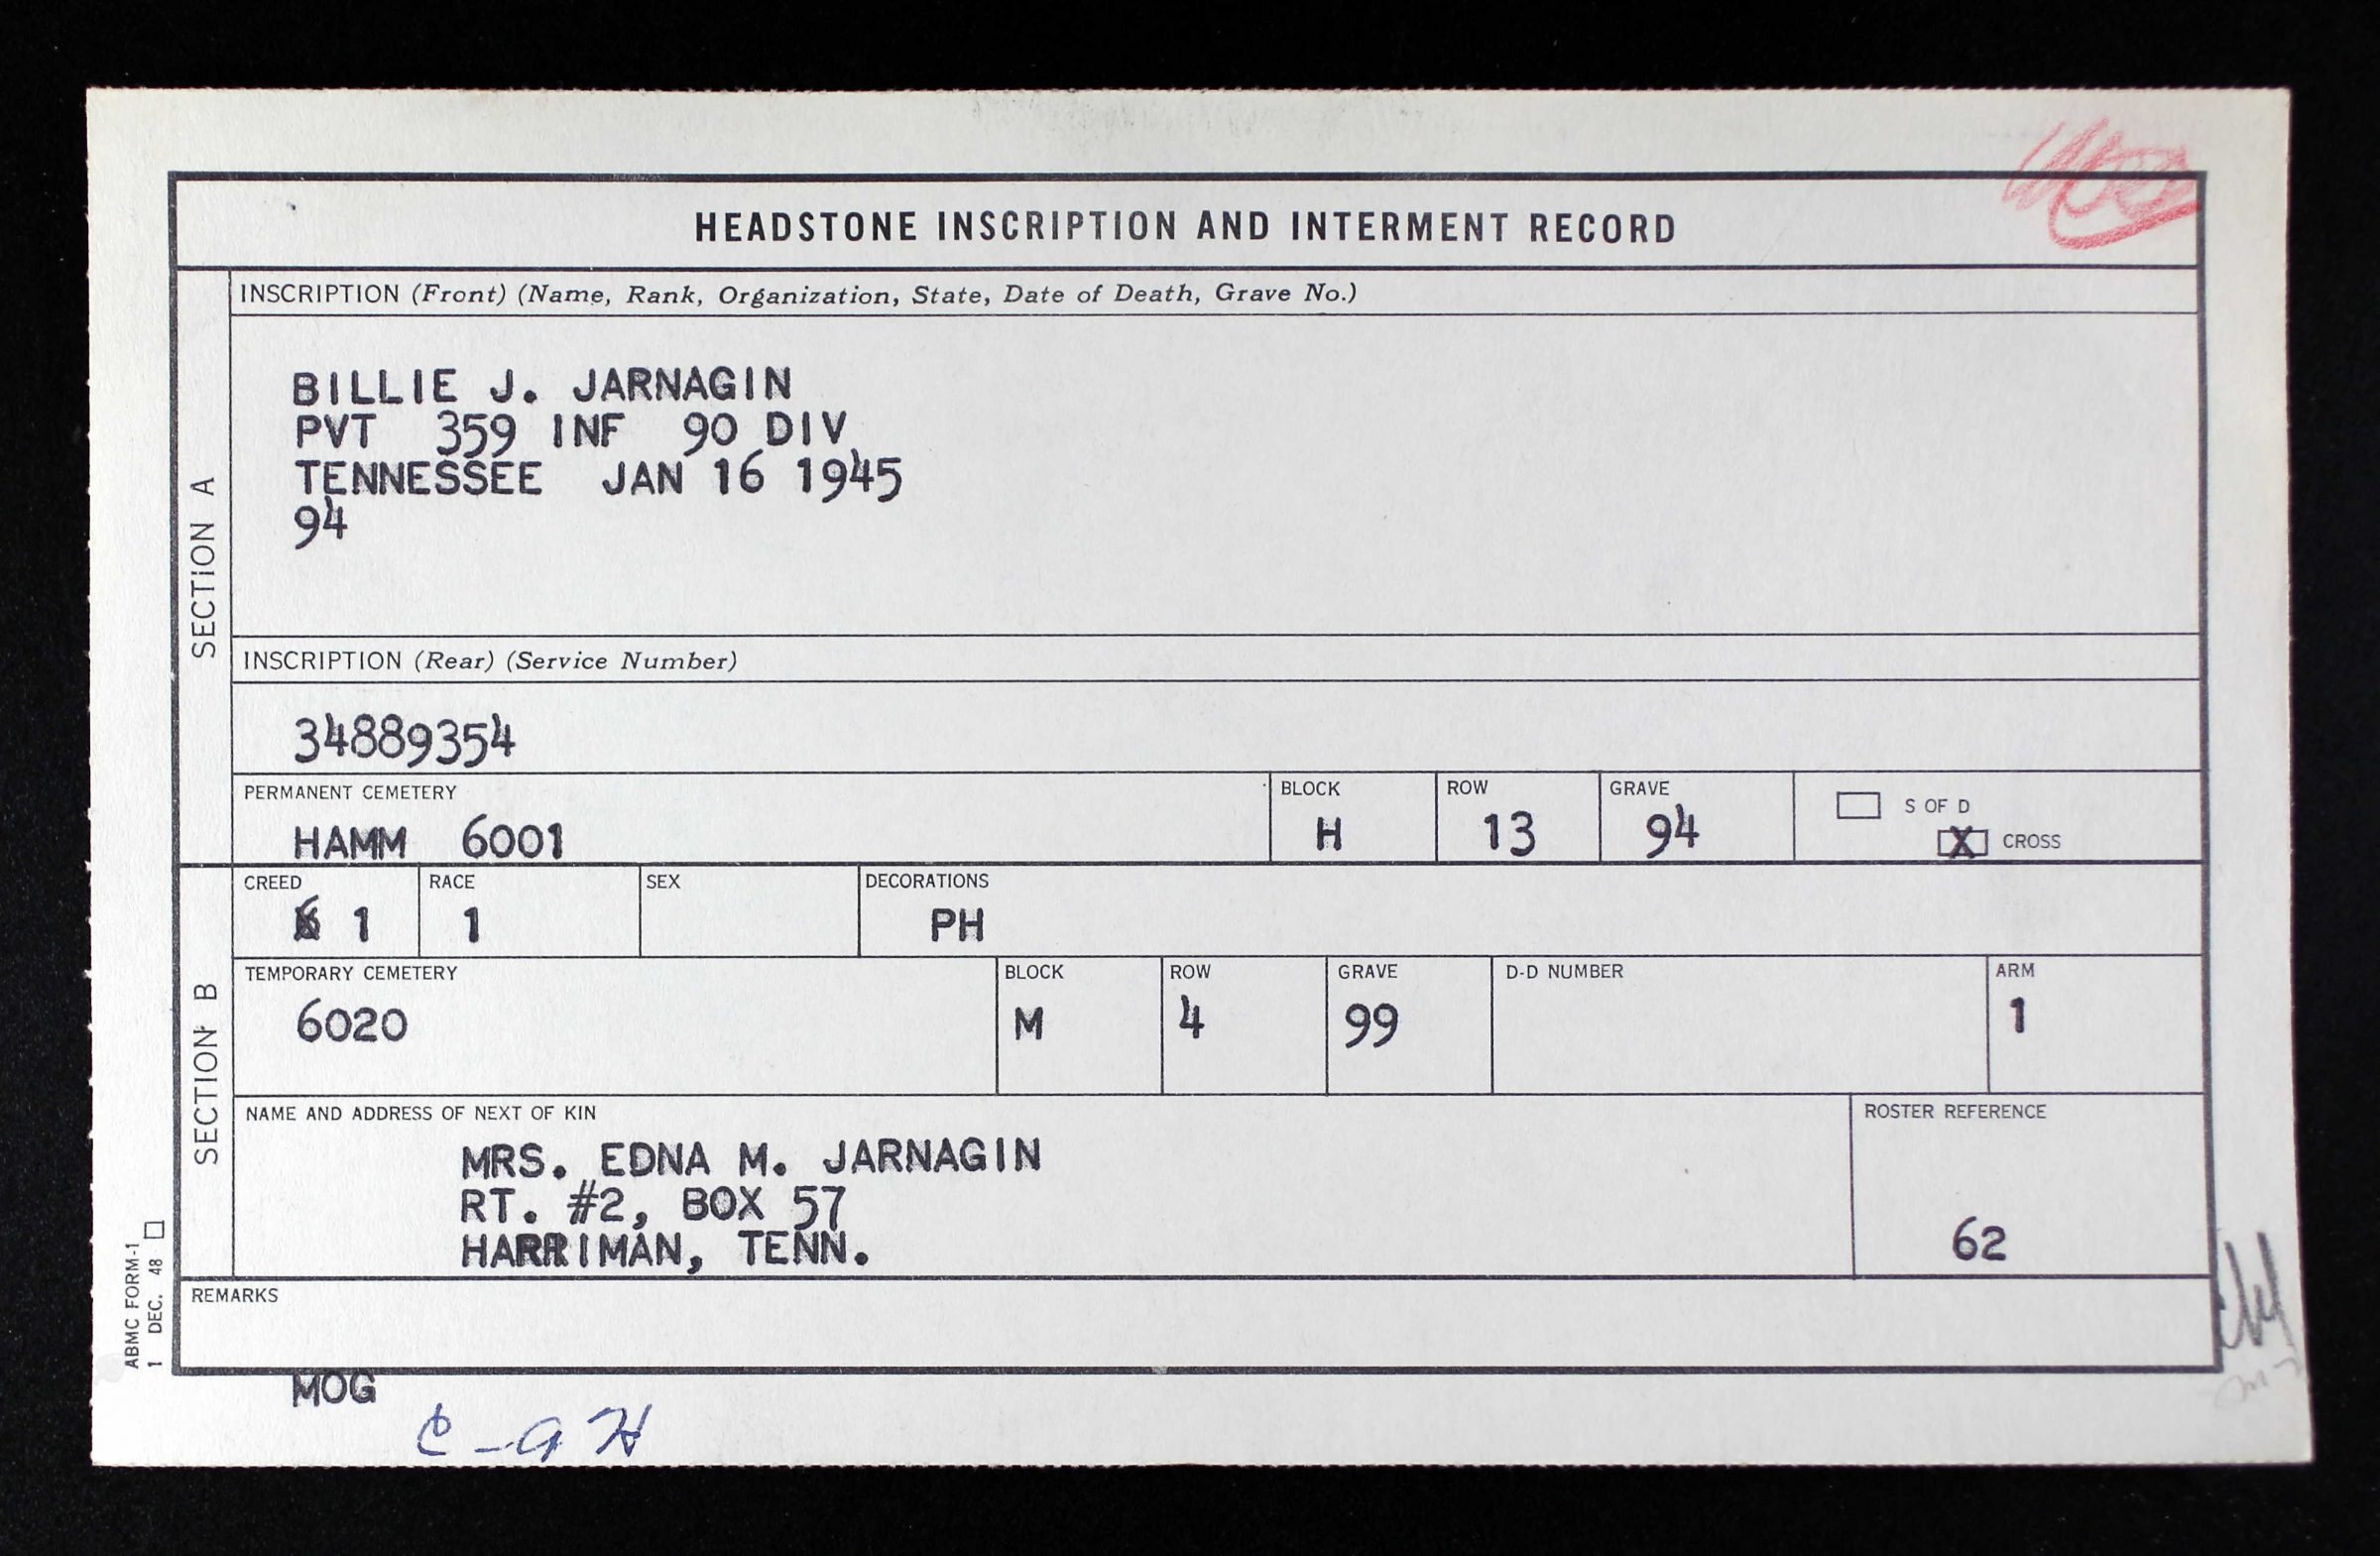 HEADSTONE INSCRIPTION AND INTERMENT RECORD
SECTION A
INSCRIPTION (Front) (Name, Rank, Organization, State, Date of Death, Grave No.)
BILLIE J. JARNAGIN
PVT 359 INF 90 DIV
TENNESSEE JAN 16 1945
94
INSCRIPTION (Rear) (Service Number)
34889354
PERMANENT CEMETERY BLOCK ROW GRAVE
HAMM 6001 H 13 94
S OF D
X CROSS
SECTION B
CREED RACE SEX DECORATIONS
1 1 PH
TEMPORARY CEMETERY BLOCK ROW GRAVE D-D NUMBER ARM
6020 M 4 99 1
NAME AND ADDRESS OF NEXT OF KIN ROSTER REFERENCE
MRS. EDNA M. JARNAGIN
RT. #2, BOX 57
HARRIMAN, TENN.
62
REMARKS
ABMC FORM-1
1 DEC. 48
MOG